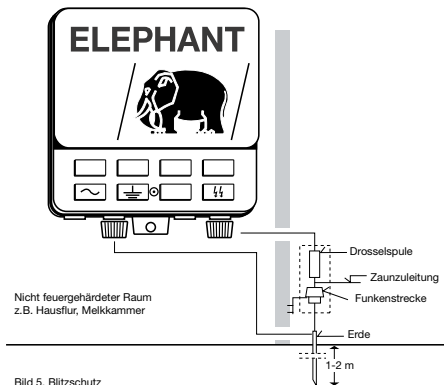 ELEPHANT
Drosselspule
Zaunzuleitung
Funkenstrecke
Nicht feuergehärdeter Raum
z.B. Hausflur, Melkkammer
Erde
1-2 m
Bild 5. Blitzschutz